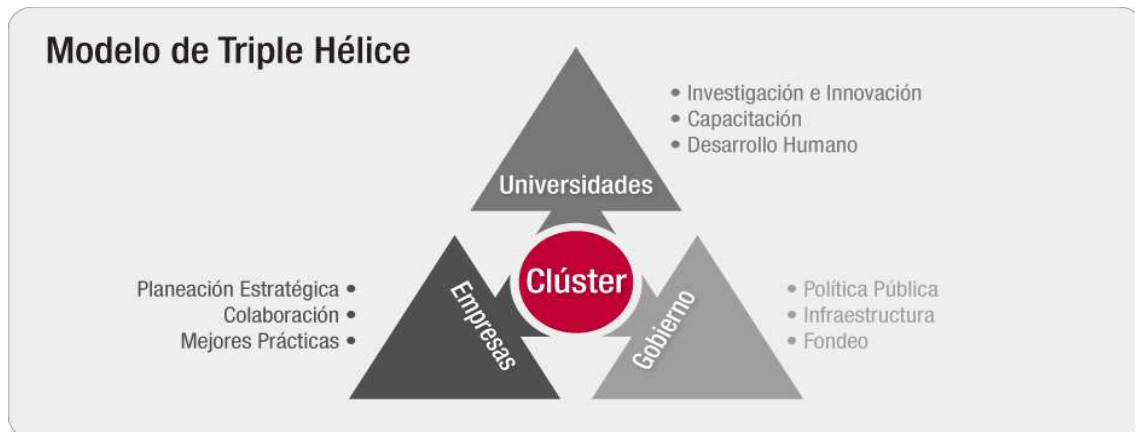 Modelo de Triple Hélice
• Investigación e Innovación
• Capacitación
• Desarrollo Humano
Universidades
Clúster
Planeación Estratégica •
Colaboración •
Mejores Prácticas •
Empresas
Gobierno
• Política Pública
• Infraestructura
• Fondeo